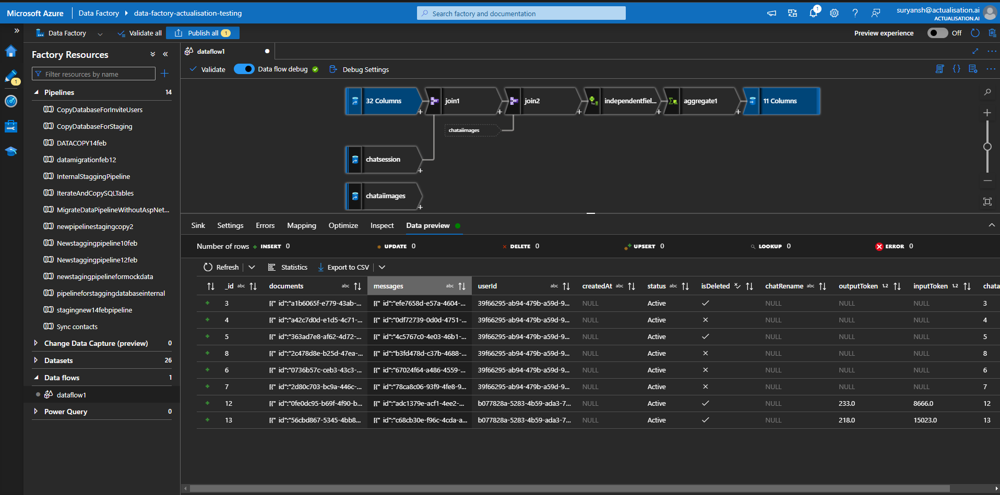 Microsoft Azure
Data Factory
data-factory-actualisation-testing
Search factory and documentation
1
suryansh@actualisation.ai
ACTUALISATION.AI
Data Factory
Validate all
Publish all 1
Preview experience
Off
1
Factory Resources
Filter resources by name
Pipelines 14
CopyDatabaseForInviteUsers
CopyDatabaseForStaging
DATACOPY14feb
datamigrationfeb12
InternalStaggingPipeline
IterateAndCopySQLTables
MigrateDataPipelineWithoutAspNet...
newpipelinestagingcopy2
Newstaggingpipeline10feb
Newstaggingpipeline12feb
newstagingpipelineformockdata
pipelineforstaggingdatabaseinternal
stagingnew14febpipeline
Sync contacts
Change Data Capture (preview) 0
Datasets 26
Data flows 1
dataflow1
Power Query 0
dataflow1
Validate
Data flow debug
Debug Settings
32 Columns
join1
join2
independentfiel...
aggregate1
11 Columns
chataiimages
chatsession
chataiimages
Sink Settings Errors Mapping Optimize Inspect Data preview
Number of rows INSERT 0 UPDATE 0 DELETE 0 UPSERT 0 LOOKUP 0 ERROR 0
Refresh Statistics Export to CSV
_id abc documents abc messages abc userId abc createdAt abc status abc isDeleted chatRename abc outputToken 1.2 inputToken 1.2 chata
3 [{" id":"a1b6065f-e779-43ab-... [{" id":"efe7658d-e57a-4604-... 39f66295-ab94-479b-a59d-9... NULL Active NULL NULL NULL 3
4 [{" id":"a42c7d0d-e1d5-4c71-... [{" id":"0df72739-0d0d-4751-... 39f66295-ab94-479b-a59d-9... NULL Active NULL NULL NULL 4
5 [{" id":"363ad7e8-af62-4d72-... [{" id":"4c5767c0-4e03-46b1-... 39f66295-ab94-479b-a59d-9... NULL Active NULL NULL NULL 5
8 [{" id":"2c478d8e-b25d-47ea-... [{" id":"b3fd478d-c37b-4688-... 39f66295-ab94-479b-a59d-9... NULL Active NULL NULL NULL 8
6 [{" id":"0736b57c-ceb3-43c3-... [{" id":"67024f64-a486-4559-... 39f66295-ab94-479b-a59d-9... NULL Active NULL NULL NULL 6
7 [{" id":"2d80c703-bc9a-446c-... [{" id":"78ca8c06-93f9-4fe8-9... 39f66295-ab94-479b-a59d-9... NULL Active NULL NULL NULL 7
12 [{" id":"0fe0dc95-b69f-4f90-b... [{" id":"adc1379e-acf1-4ee2-... b077828a-5283-4b59-ada3-7... NULL Active NULL 233.0 8666.0 12
13 [{" id":"56cbd867-5345-4bb8... [{" id":"c68cb30e-f96c-4cda-a... b077828a-5283-4b59-ada3-7... NULL Active NULL 218.0 15023.0 13